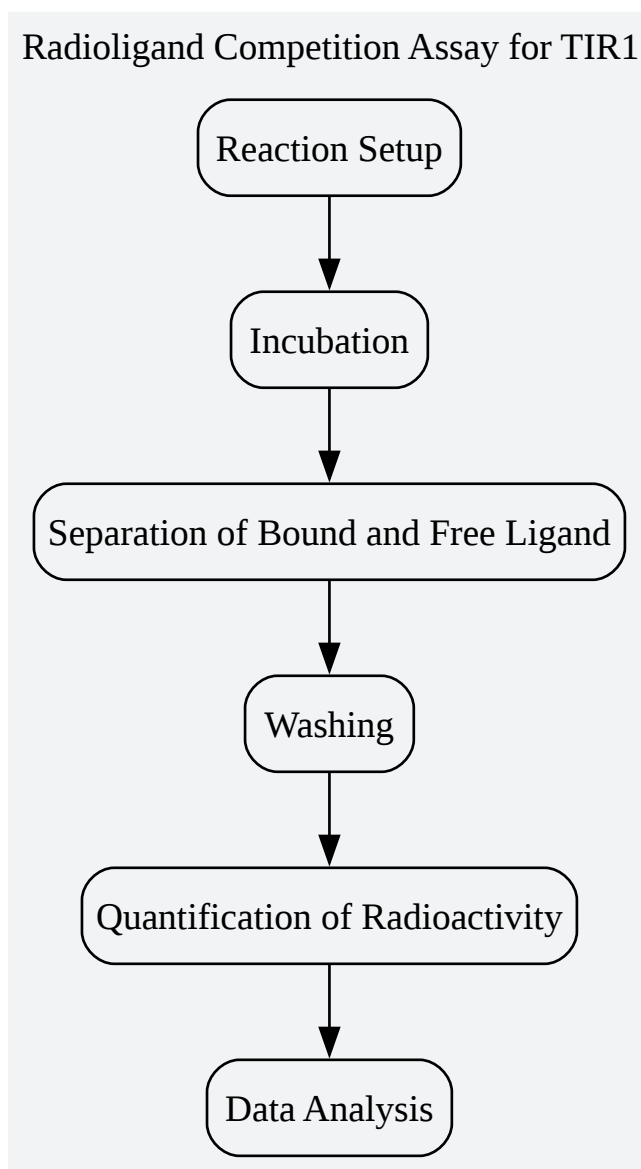 Radioligand Competition Assay for TIR1
Reaction Setup
Incubation
Separation of Bound and Free Ligand
Washing
Quantification of Radioactivity
Data Analysis